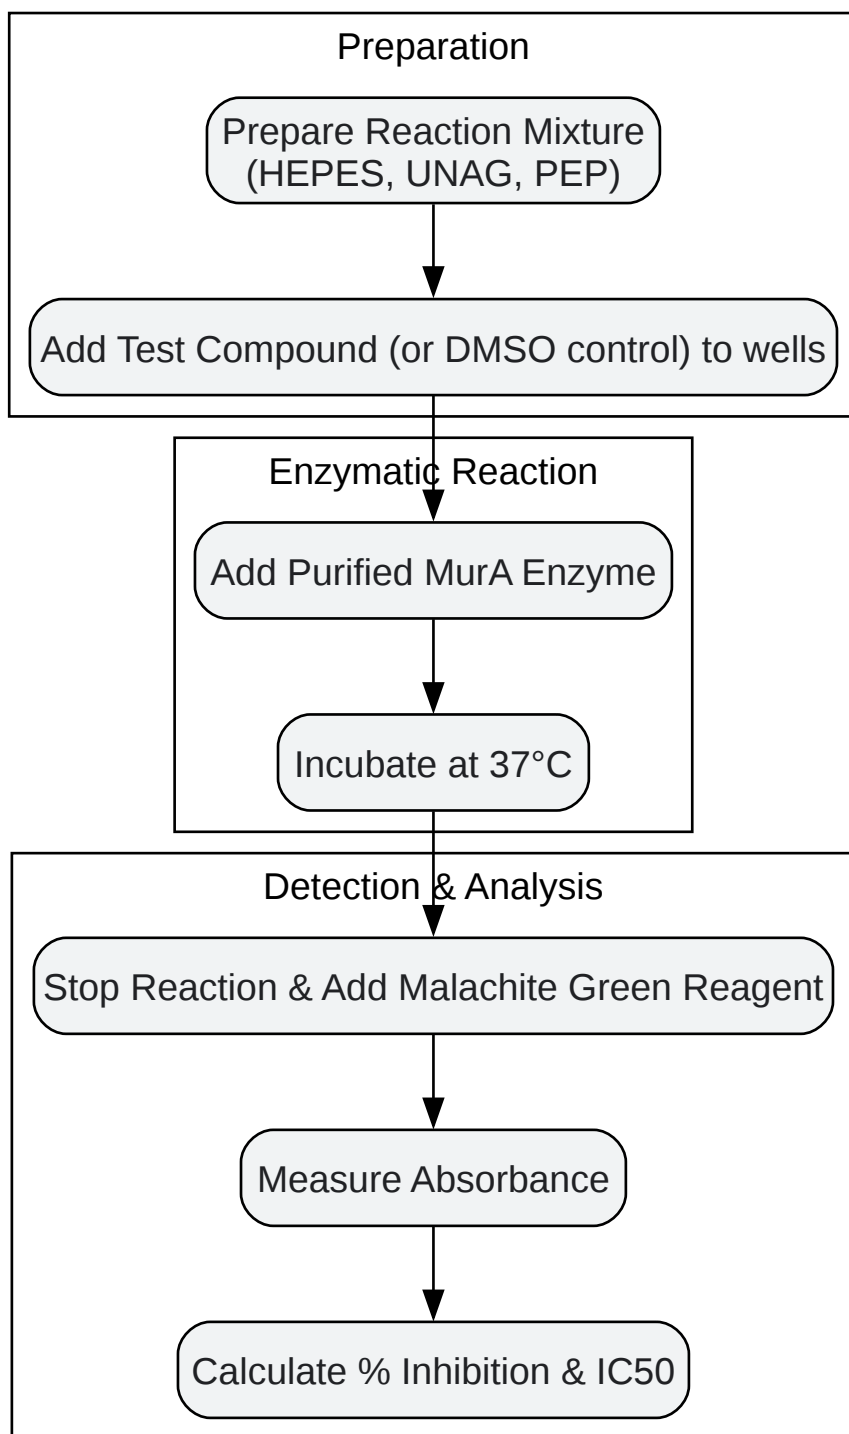 Preparation
Prepare Reaction Mixture
(HEPES, UNAG, PEP)
Add Test Compound (or DMSO control) to wells
Enzymatic Reaction
Add Purified MurA Enzyme
Incubate at 37°C
Detection & Analysis
Stop Reaction & Add Malachite Green Reagent
Measure Absorbance
Calculate % Inhibition & IC50